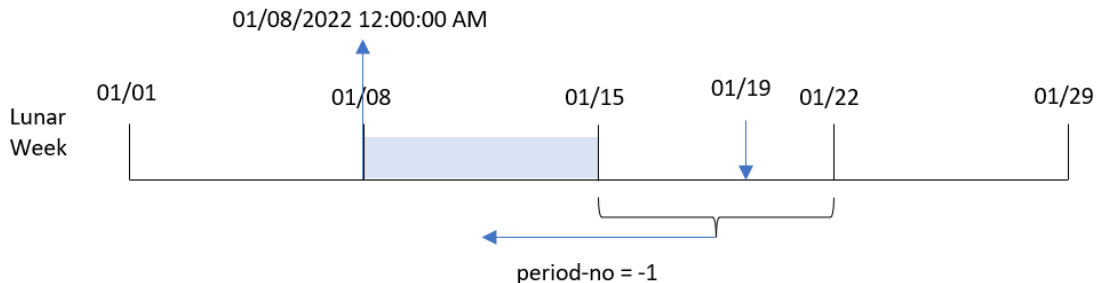 01/08/2022 12:00:00 AM
01/01
01/08
01/15
01/19
01/22
01/29
Lunar
Week
period-no = -1